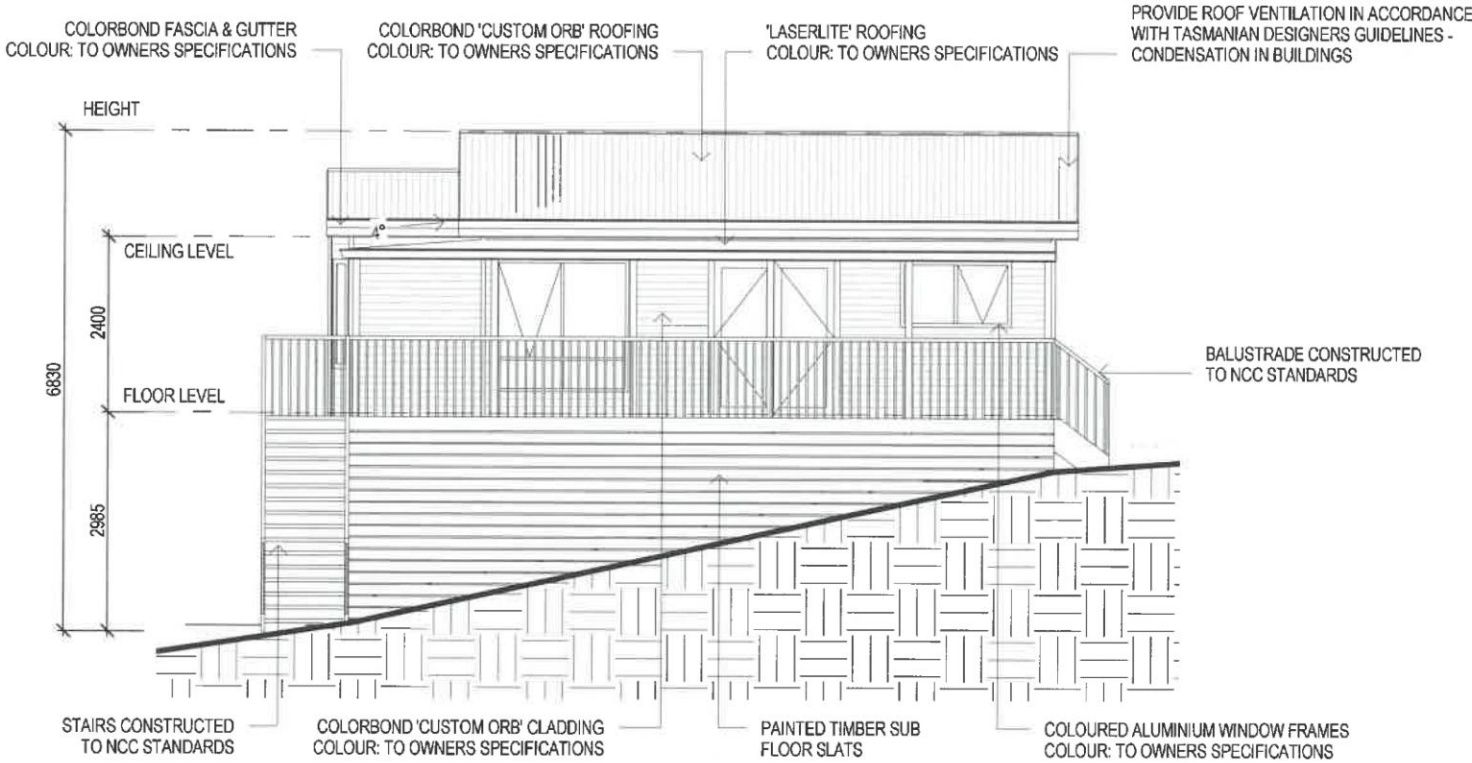 COLORBOND FASCIA & GUTTER
COLOUR: TO OWNERS SPECIFICATIONS
COLORBOND 'CUSTOM ORB' ROOFING
COLOUR: TO OWNERS SPECIFICATIONS
'LASERLITE' ROOFING
COLOUR: TO OWNERS SPECIFICATIONS
PROVIDE ROOF VENTILATION IN ACCORDANCE
WITH TASMANIAN DESIGNERS GUIDELINES -
CONDENSATION IN BUILDINGS
HEIGHT
4°
CEILING LEVEL
2400
6830
FLOOR LEVEL
2985
BALUSTRADE CONSTRUCTED
TO NCC STANDARDS
STAIRS CONSTRUCTED
TO NCC STANDARDS
COLORBOND 'CUSTOM ORB' CLADDING
COLOUR: TO OWNERS SPECIFICATIONS
PAINTED TIMBER SUB
FLOOR SLATS
COLOURED ALUMINIUM WINDOW FRAMES
COLOUR: TO OWNERS SPECIFICATIONS